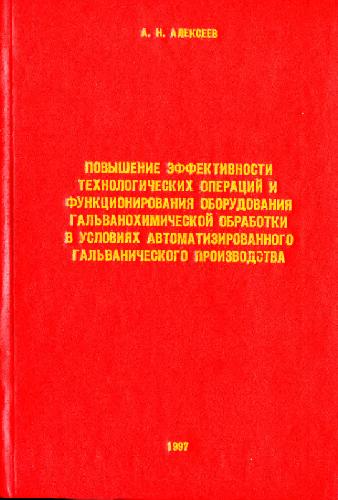 А. Н. АЛЕКСЕЕВ
ПОВЫШЕНИЕ ЭФФЕКТИВНОСТИ
ТЕХНОЛОГИЧЕСКИХ ОПЕРАЦИЙ И
ФУНКЦИОНИРОВАНИЯ ОБОРУДОВАНИЯ
ГАЛЬВАНОХИМИЧЕСКОЙ ОБРАБОТКИ
В УСЛОВИЯХ АВТОМАТИЗИРОВАННОГО
ГАЛЬВАНИЧЕСКОГО ПРОИЗВОДСТВА
1997